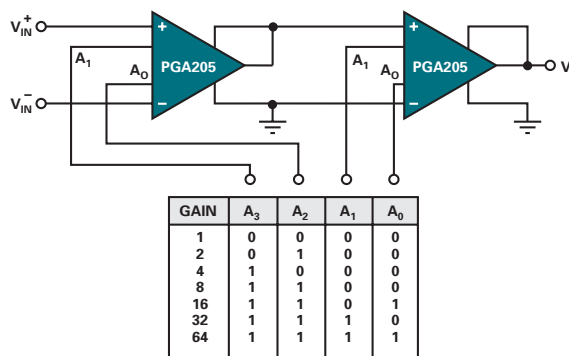 V+IN
A1
AO
V–IN
PGA205
A1
AO
PGA205
V
GAIN A3 A2 A1 A0
1 0 0 0 0
2 0 1 0 0
4 1 0 0 0
8 1 1 0 0
16 1 1 0 1
32 1 1 1 0
64 1 1 1 1